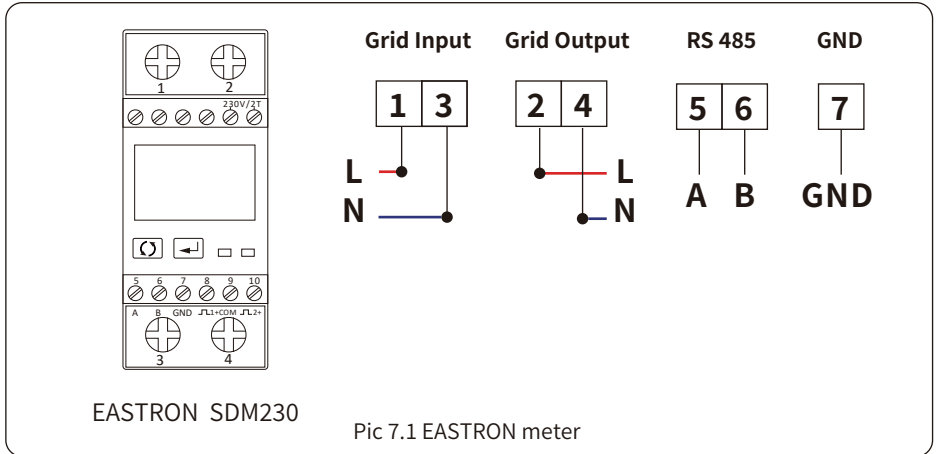 Grid Input Grid Output RS 485 GND
1 2
230V/2T
1 3 2 4 5 6 7
L L
N N
A B GND
5 6 7 8 9 10
A B GND 1+COM 2+
3 4
EASTRON SDM230
Pic 7.1 EASTRON meter